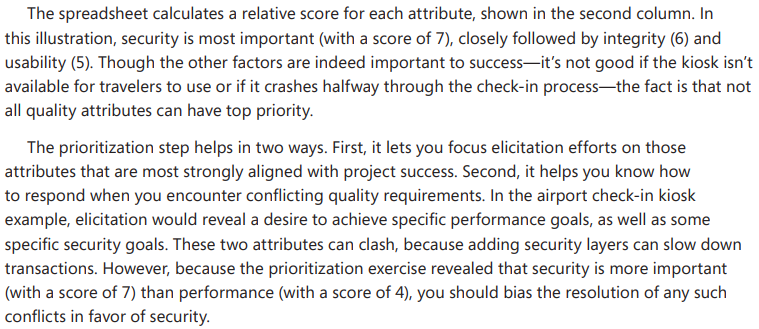 The spreadsheet calculates a relative score for each attribute, shown in the second column. In
this illustration, security is most important (with a score of 7), closely followed by integrity (6) and
usability (5). Though the other factors are indeed important to success—it’s not good if the kiosk isn’t
available for travelers to use or if it crashes halfway through the check-in process—the fact is that not
all quality attributes can have top priority.
The prioritization step helps in two ways. First, it lets you focus elicitation efforts on those
attributes that are most strongly aligned with project success. Second, it helps you know how
to respond when you encounter conflicting quality requirements. In the airport check-in kiosk
example, elicitation would reveal a desire to achieve specific performance goals, as well as some
specific security goals. These two attributes can clash, because adding security layers can slow down
transactions. However, because the prioritization exercise revealed that security is more important
(with a score of 7) than performance (with a score of 4), you should bias the resolution of any such
conflicts in favor of security.